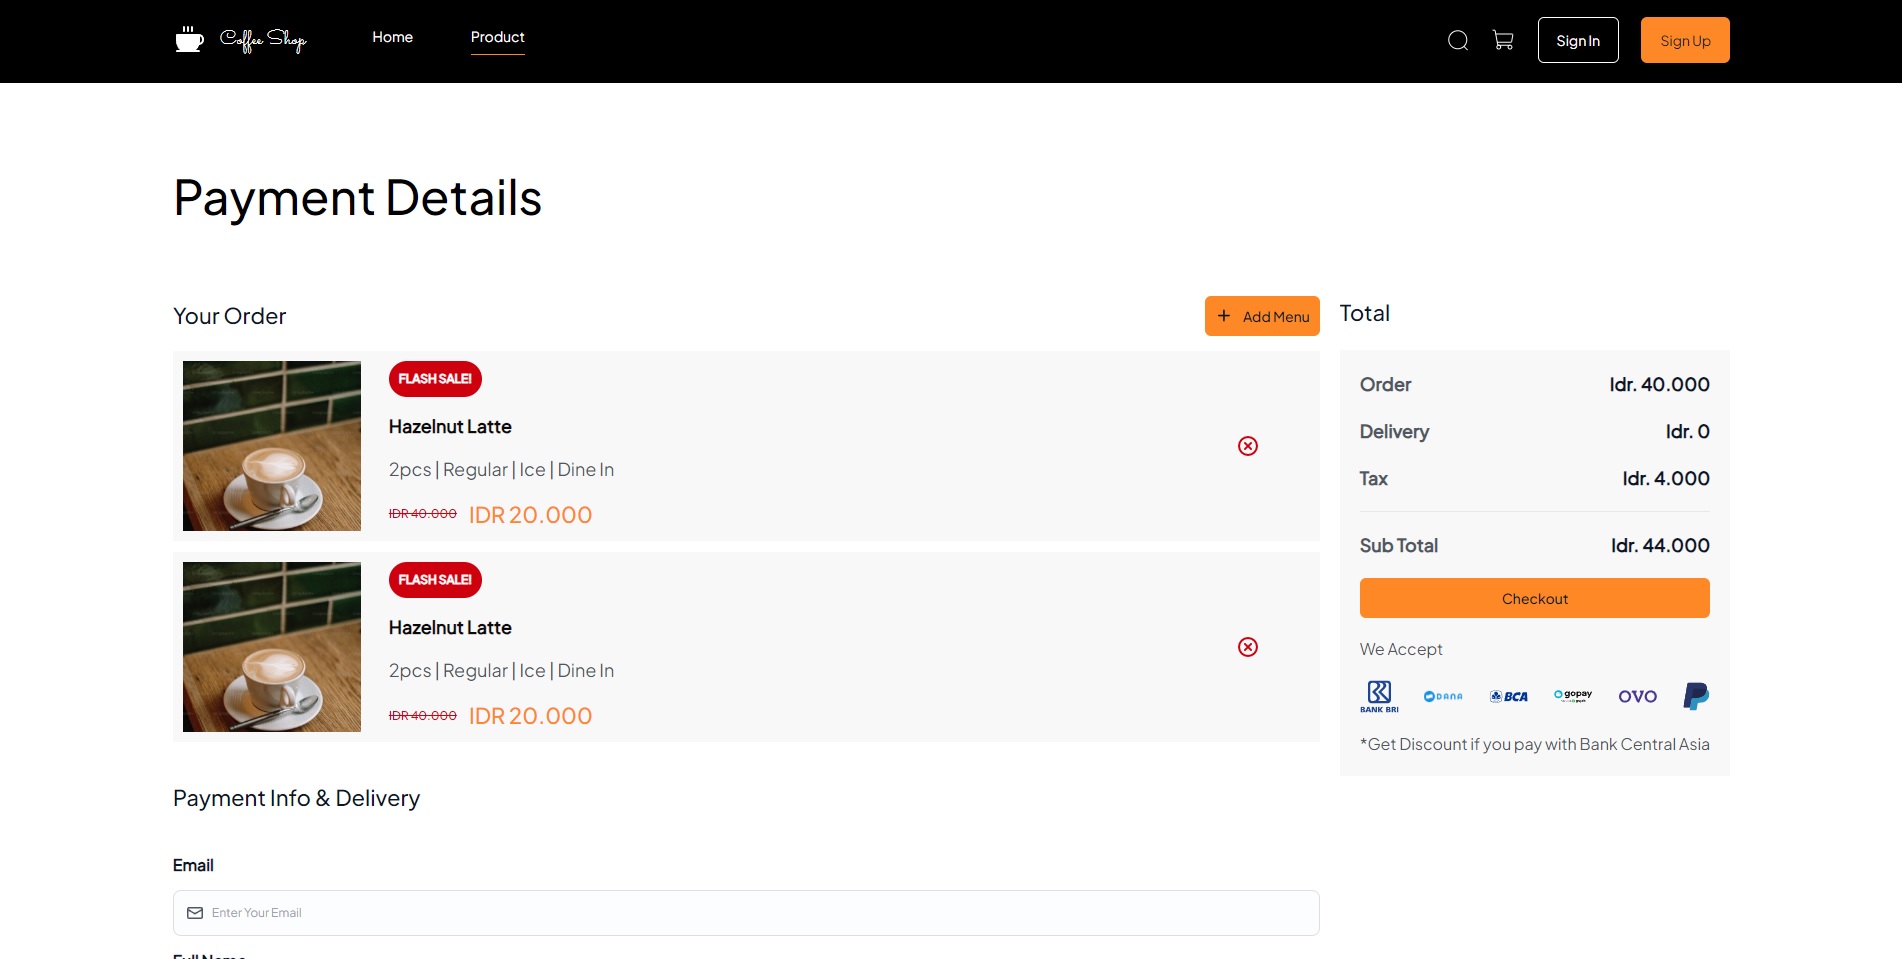 Coffee Shop
Home
Product
Sign In
Sign Up
Payment Details
Your Order
Add Menu
FLASH SALE!
Hazelnut Latte
2pcs | Regular | Ice | Dine In
IDR 40.000 IDR 20.000
FLASH SALE!
Hazelnut Latte
2pcs | Regular | Ice | Dine In
IDR 40.000 IDR 20.000
Payment Info & Delivery
Email
Enter Your Email
Total
Order Idr. 40.000
Delivery Idr. 0
Tax Idr. 4.000
Sub Total Idr. 44.000
Checkout
We Accept
BANK BRI
DANA
BCA
gopay
OVO
*Get Discount if you pay with Bank Central Asia